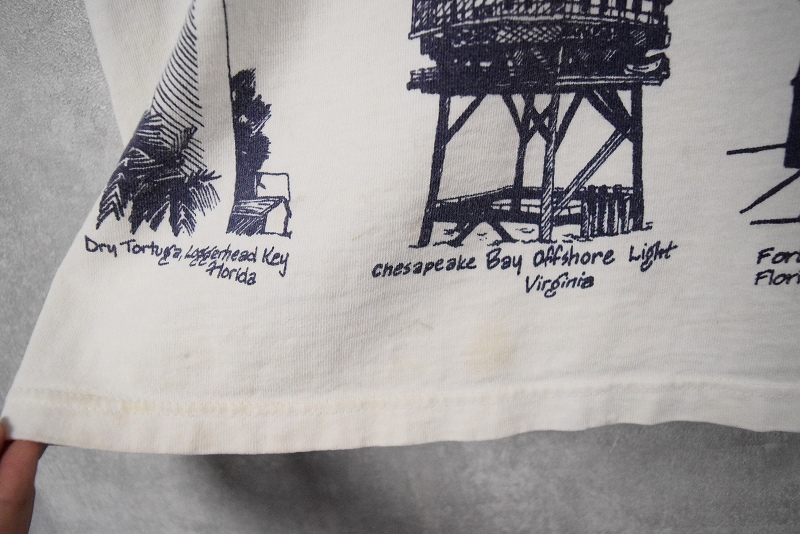 Dry Tortuga, Loggerhead Key
Florida
Chesapeake Bay Offshore Light
Virginia